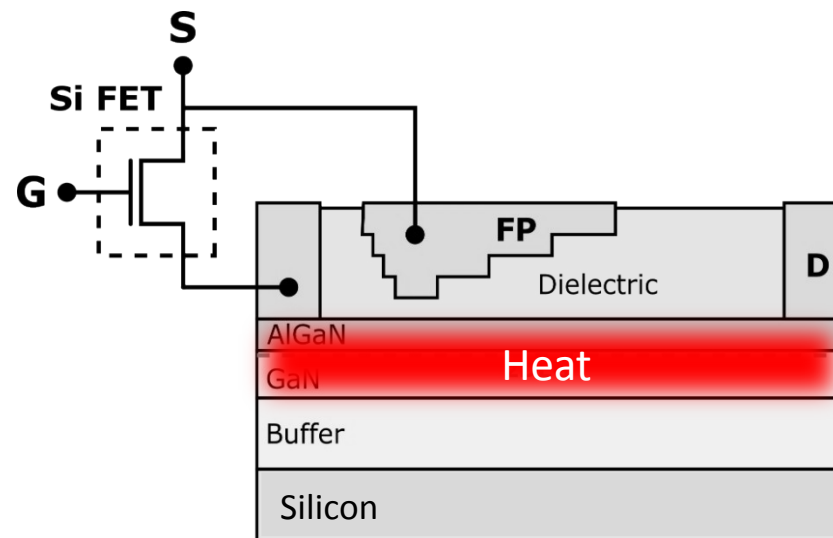 S
Si FET
G
FP
D
Dielectric
AlGaN
Heat
GaN
Buffer
Silicon